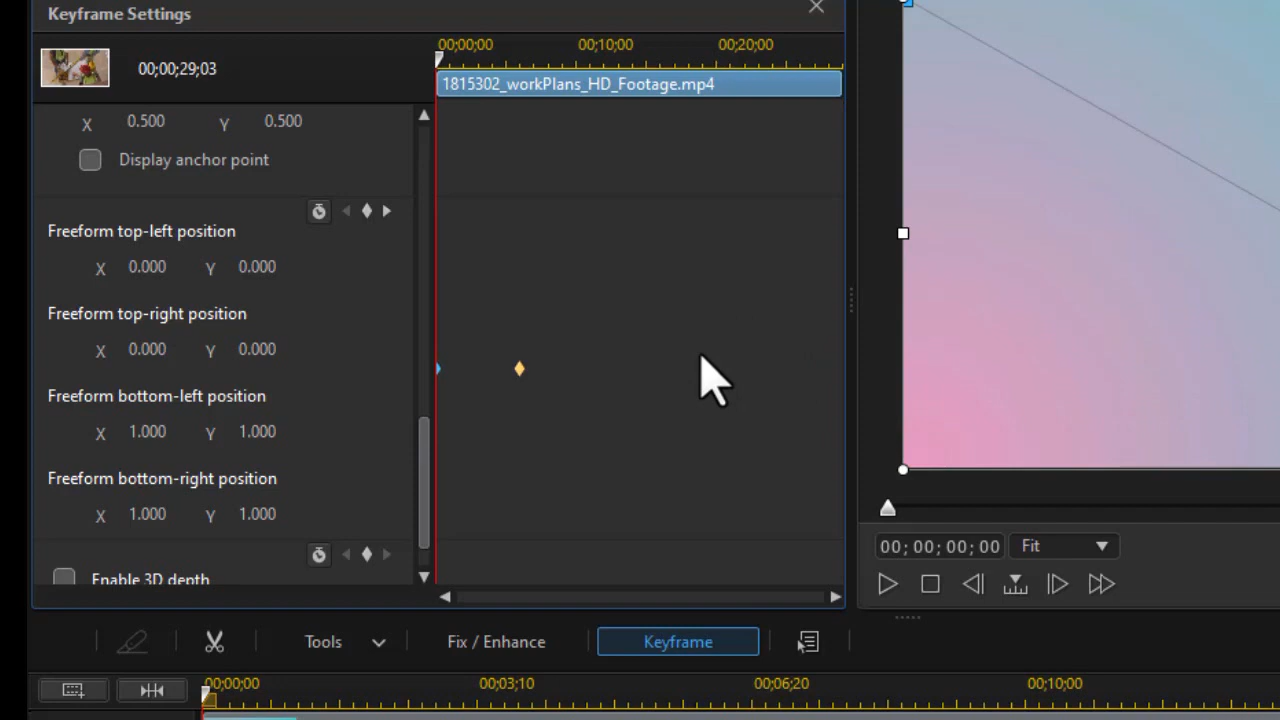 Keyframe Settings
00;00;29;03
00;00;00 00;10;00 00;20;00
1815302_workPlans_HD_Footage.mp4
X 0.500 Y 0.500
Display anchor point
Freeform top-left position
X 0.000 Y 0.000
Freeform top-right position
X 0.000 Y 0.000
Freeform bottom-left position
X 1.000 Y 1.000
Freeform bottom-right position
X 1.000 Y 1.000
Enable 3D depth
00; 00; 00; 00 Fit
Tools Fix / Enhance Keyframe
00;00;00 00;03;10 00;06;20 00;10;00